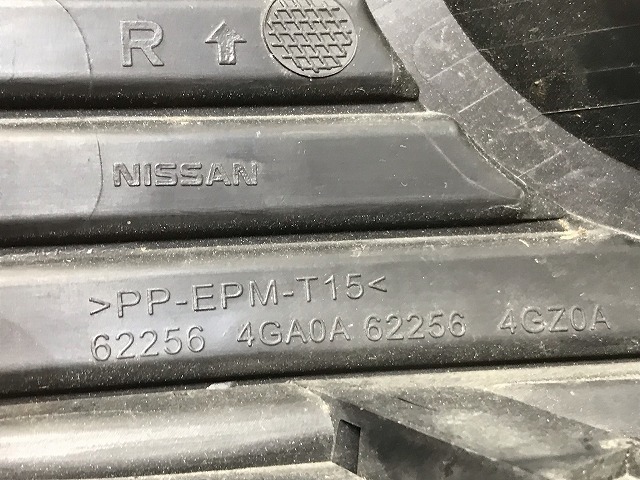 R ↑
NISSAN
>PP-EPM-T15<
62256 4GA0A 62256 4GZ0A